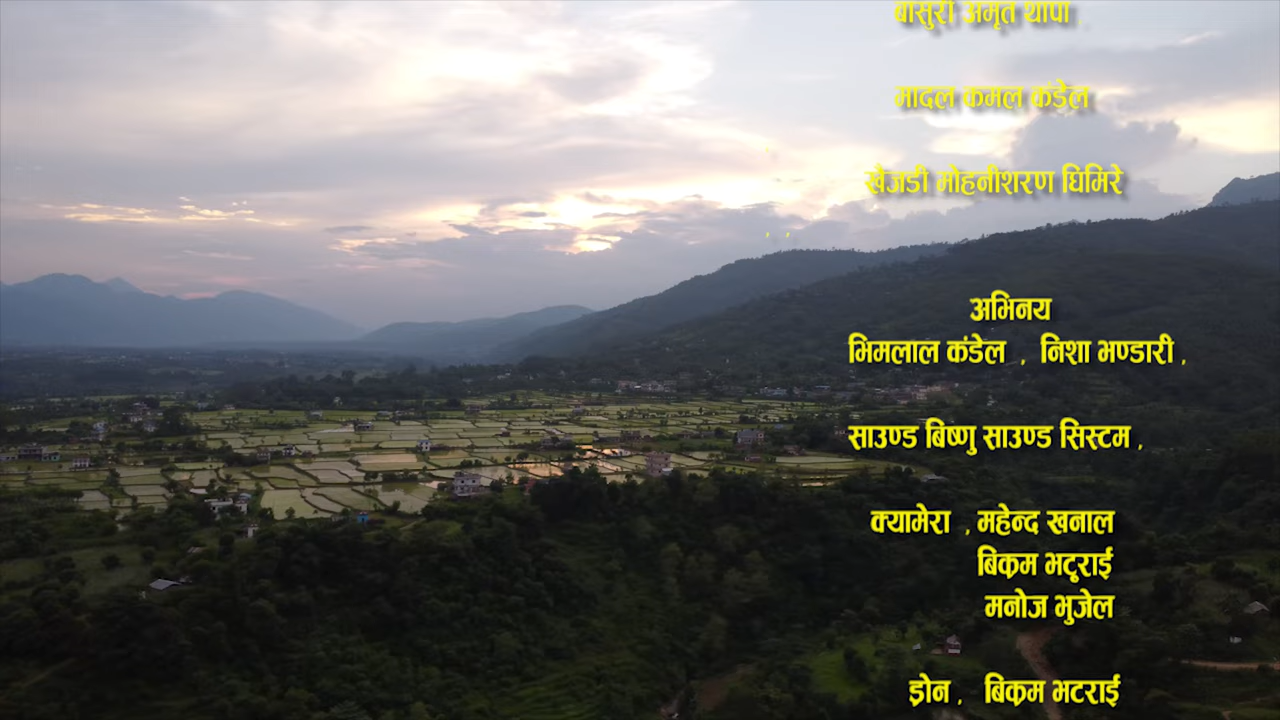 बाँसुरी अमृत थापा
मादल कमल कंडेल
खैजडी मोहनीशरण घिमिरे
अभिनय
भिमलाल कंडेल , निशा भण्डारी ,
साउण्ड बिष्णु साउण्ड सिस्टम ,
क्यामेरा , महेन्द खनाल
बिक्रम भट्टराई
मनोज भुजेल
ड्रोन , बिक्रम भटराई